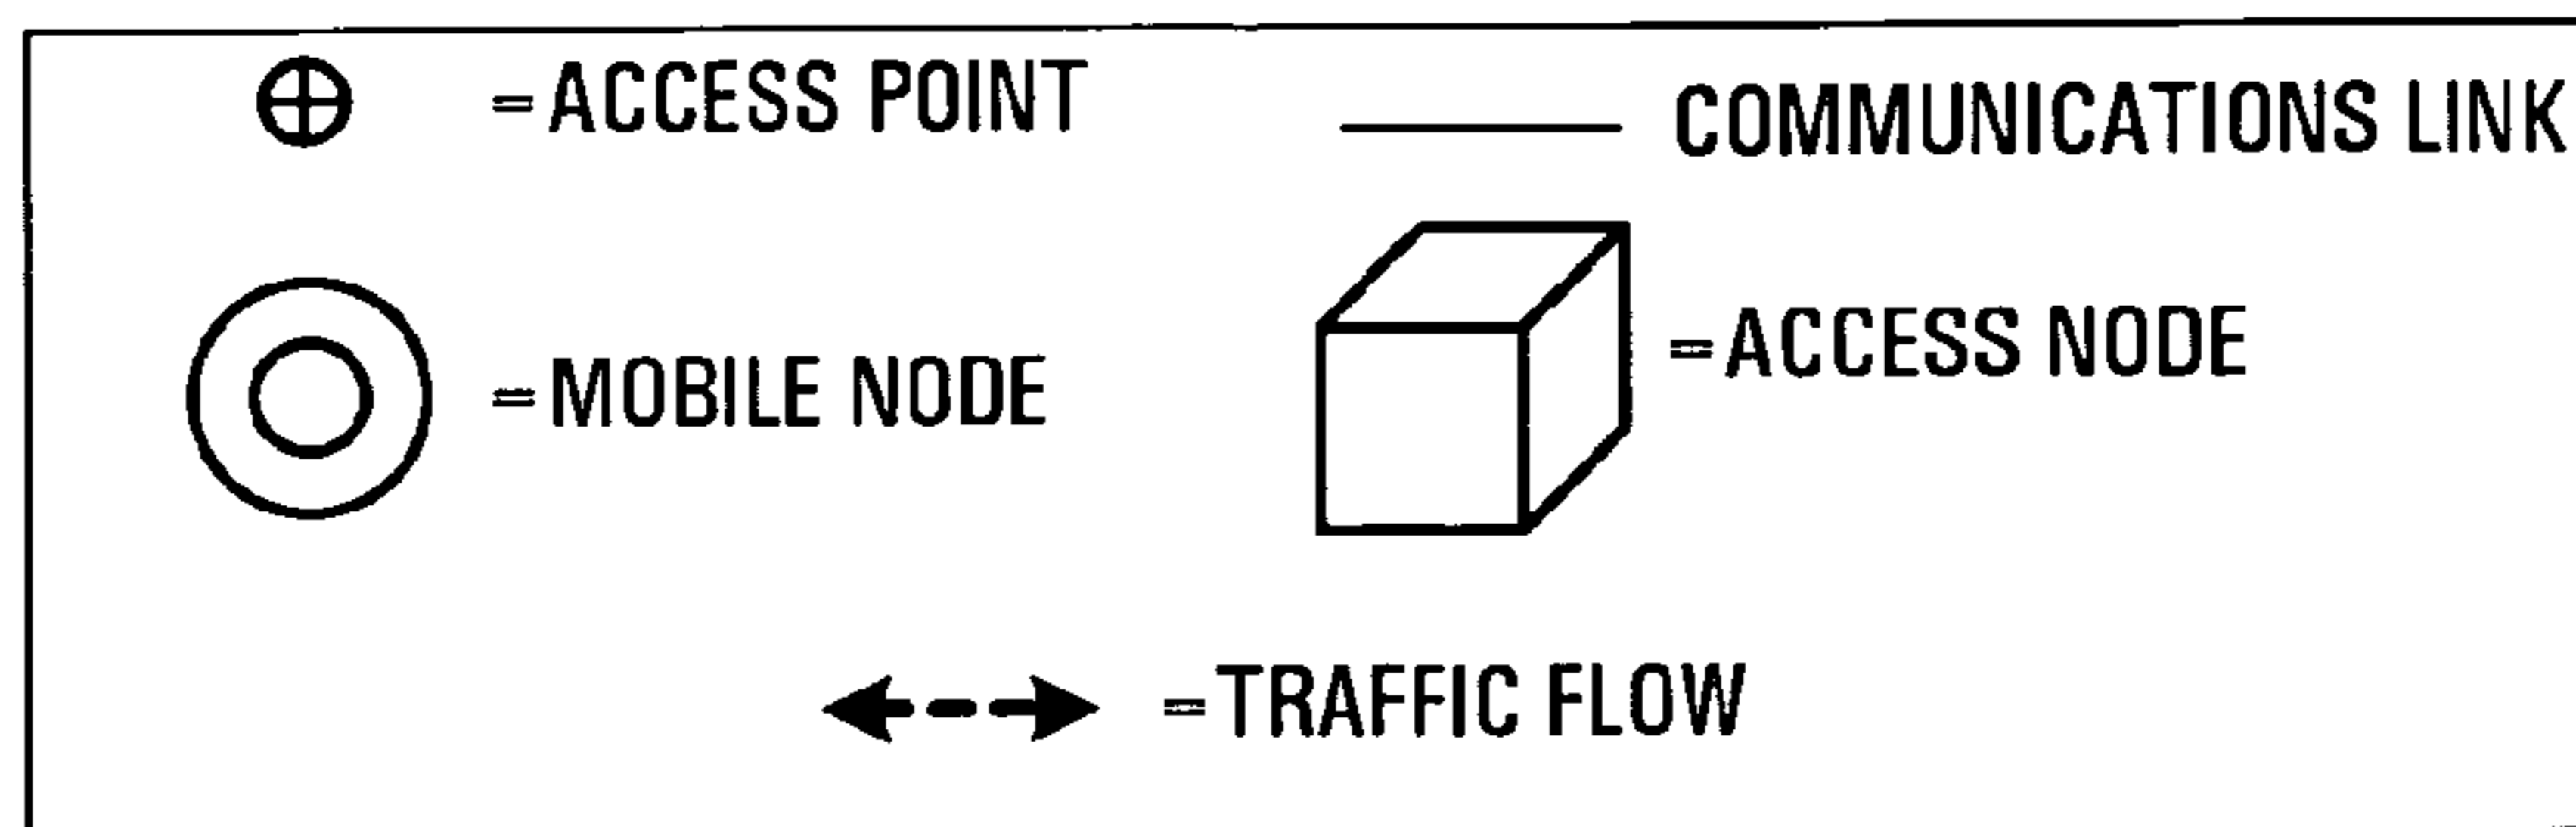 = ACCESS POINT
COMMUNICATIONS LINK
= MOBILE NODE
= ACCESS NODE
= TRAFFIC FLOW